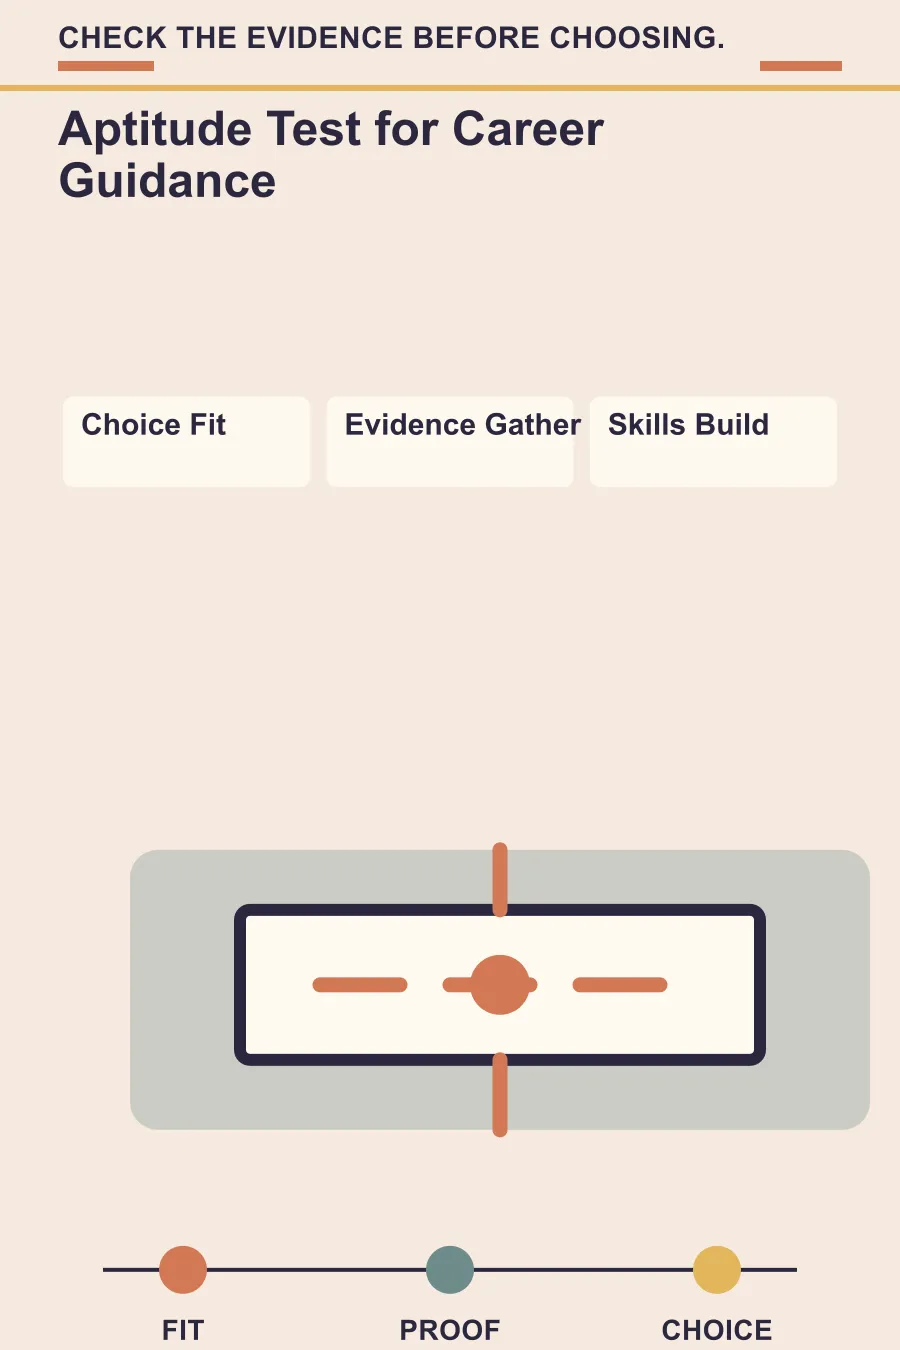 CHECK THE EVIDENCE BEFORE CHOOSING.
Aptitude Test for Career
Guidance
Choice Fit
Evidence Gather
Skills Build
FIT
PROOF
CHOICE